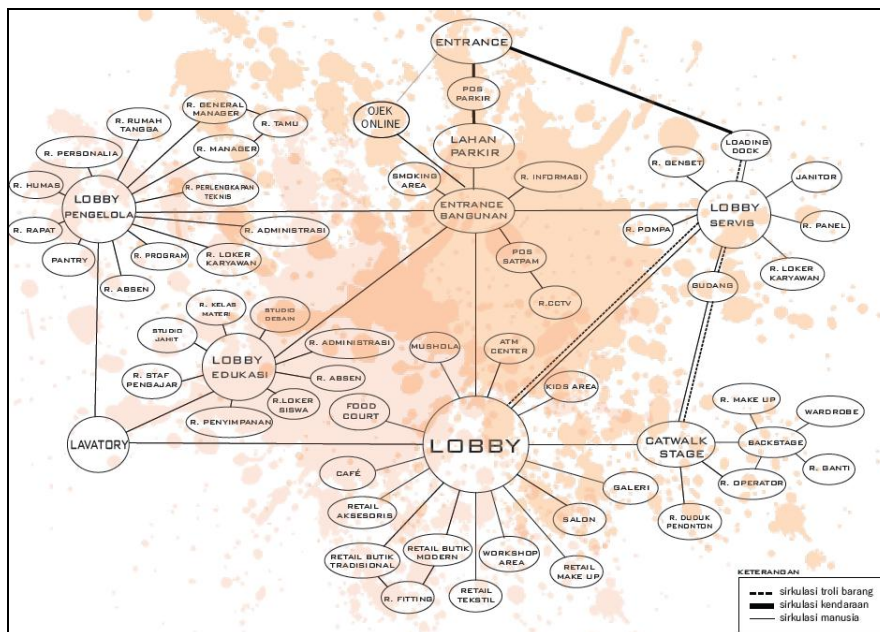 ENTRANCE
POS
PARKIR
OJEK
ONLINE
LAHAN
PARKIR
SMOKING
AREA
R. INFORMASI
ENTRANCE
BANGUNAN
POS
SATPAM
R.CCTV
R. GENERAL
MANAGER
R. TAMU
R. RUMAH
TANGGA
R. PERSONALIA
R. MANAGER
R. HUMAS
R. PERLENGKAPAN
TEKNIS
LOBBY
PENGELOLA
R. RAPAT
R. ADMINISTRASI
PANTRY
R. PROGRAM
R. LOKER
KARYAWAN
R. ABSEN
LOADING
DOCK
R. GENSET
JANITOR
LOBBY
SERVIS
R. POMPA
R. PANEL
R. LOKER
KARYAWAN
GUDANG
R. KELAS
MATERI
STUDIO
DESAIN
STUDIO
JAHIT
R. ADMINISTRASI
LOBBY
EDUKASI
R. STAF
PENGAJAR
R. ABSEN
R.LOKER
SISWA
R. PENYIMPANAN
LAVATORY
MUSHOLA
ATM
CENTER
KIDS AREA
FOOD
COURT
LOBBY
CAFÉ
RETAIL
AKSESORIS
RETAIL BUTIK
TRADISIONAL
RETAIL BUTIK
MODERN
R. FITTING
RETAIL
TEKSTIL
WORKSHOP
AREA
RETAIL
MAKE UP
SALON
GALERI
CATWALK
STAGE
R. MAKE UP
WARDROBE
BACKSTAGE
R. GANTI
R. OPERATOR
R. DUDUK
PENONTON
KETERANGAN
sirkulasi troli barang
sirkulasi kendaraan
sirkulasi manusia